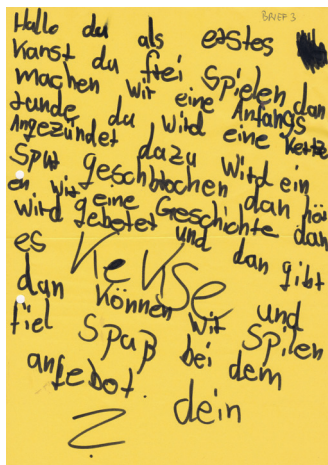 BRIEF 3
Hallo du als erstes
kanst du frei Spielen dan
machen wir eine Anfangs
runde du wird eine kerze
Angezündet dazu wird ein
Spur geschbrochen dan hör
en wir eine Geschichte dan
wird gebetet und dan gibt
es KeKse
dan können wir und
fiel Spaß bei Spilen
angebot. dem
dein
?